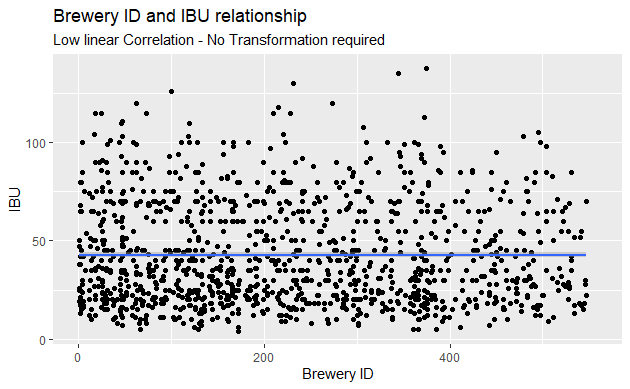 Brewery ID and IBU relationship
Low linear Correlation - No Transformation required
IBU
100
50
0
0 200 400
Brewery ID